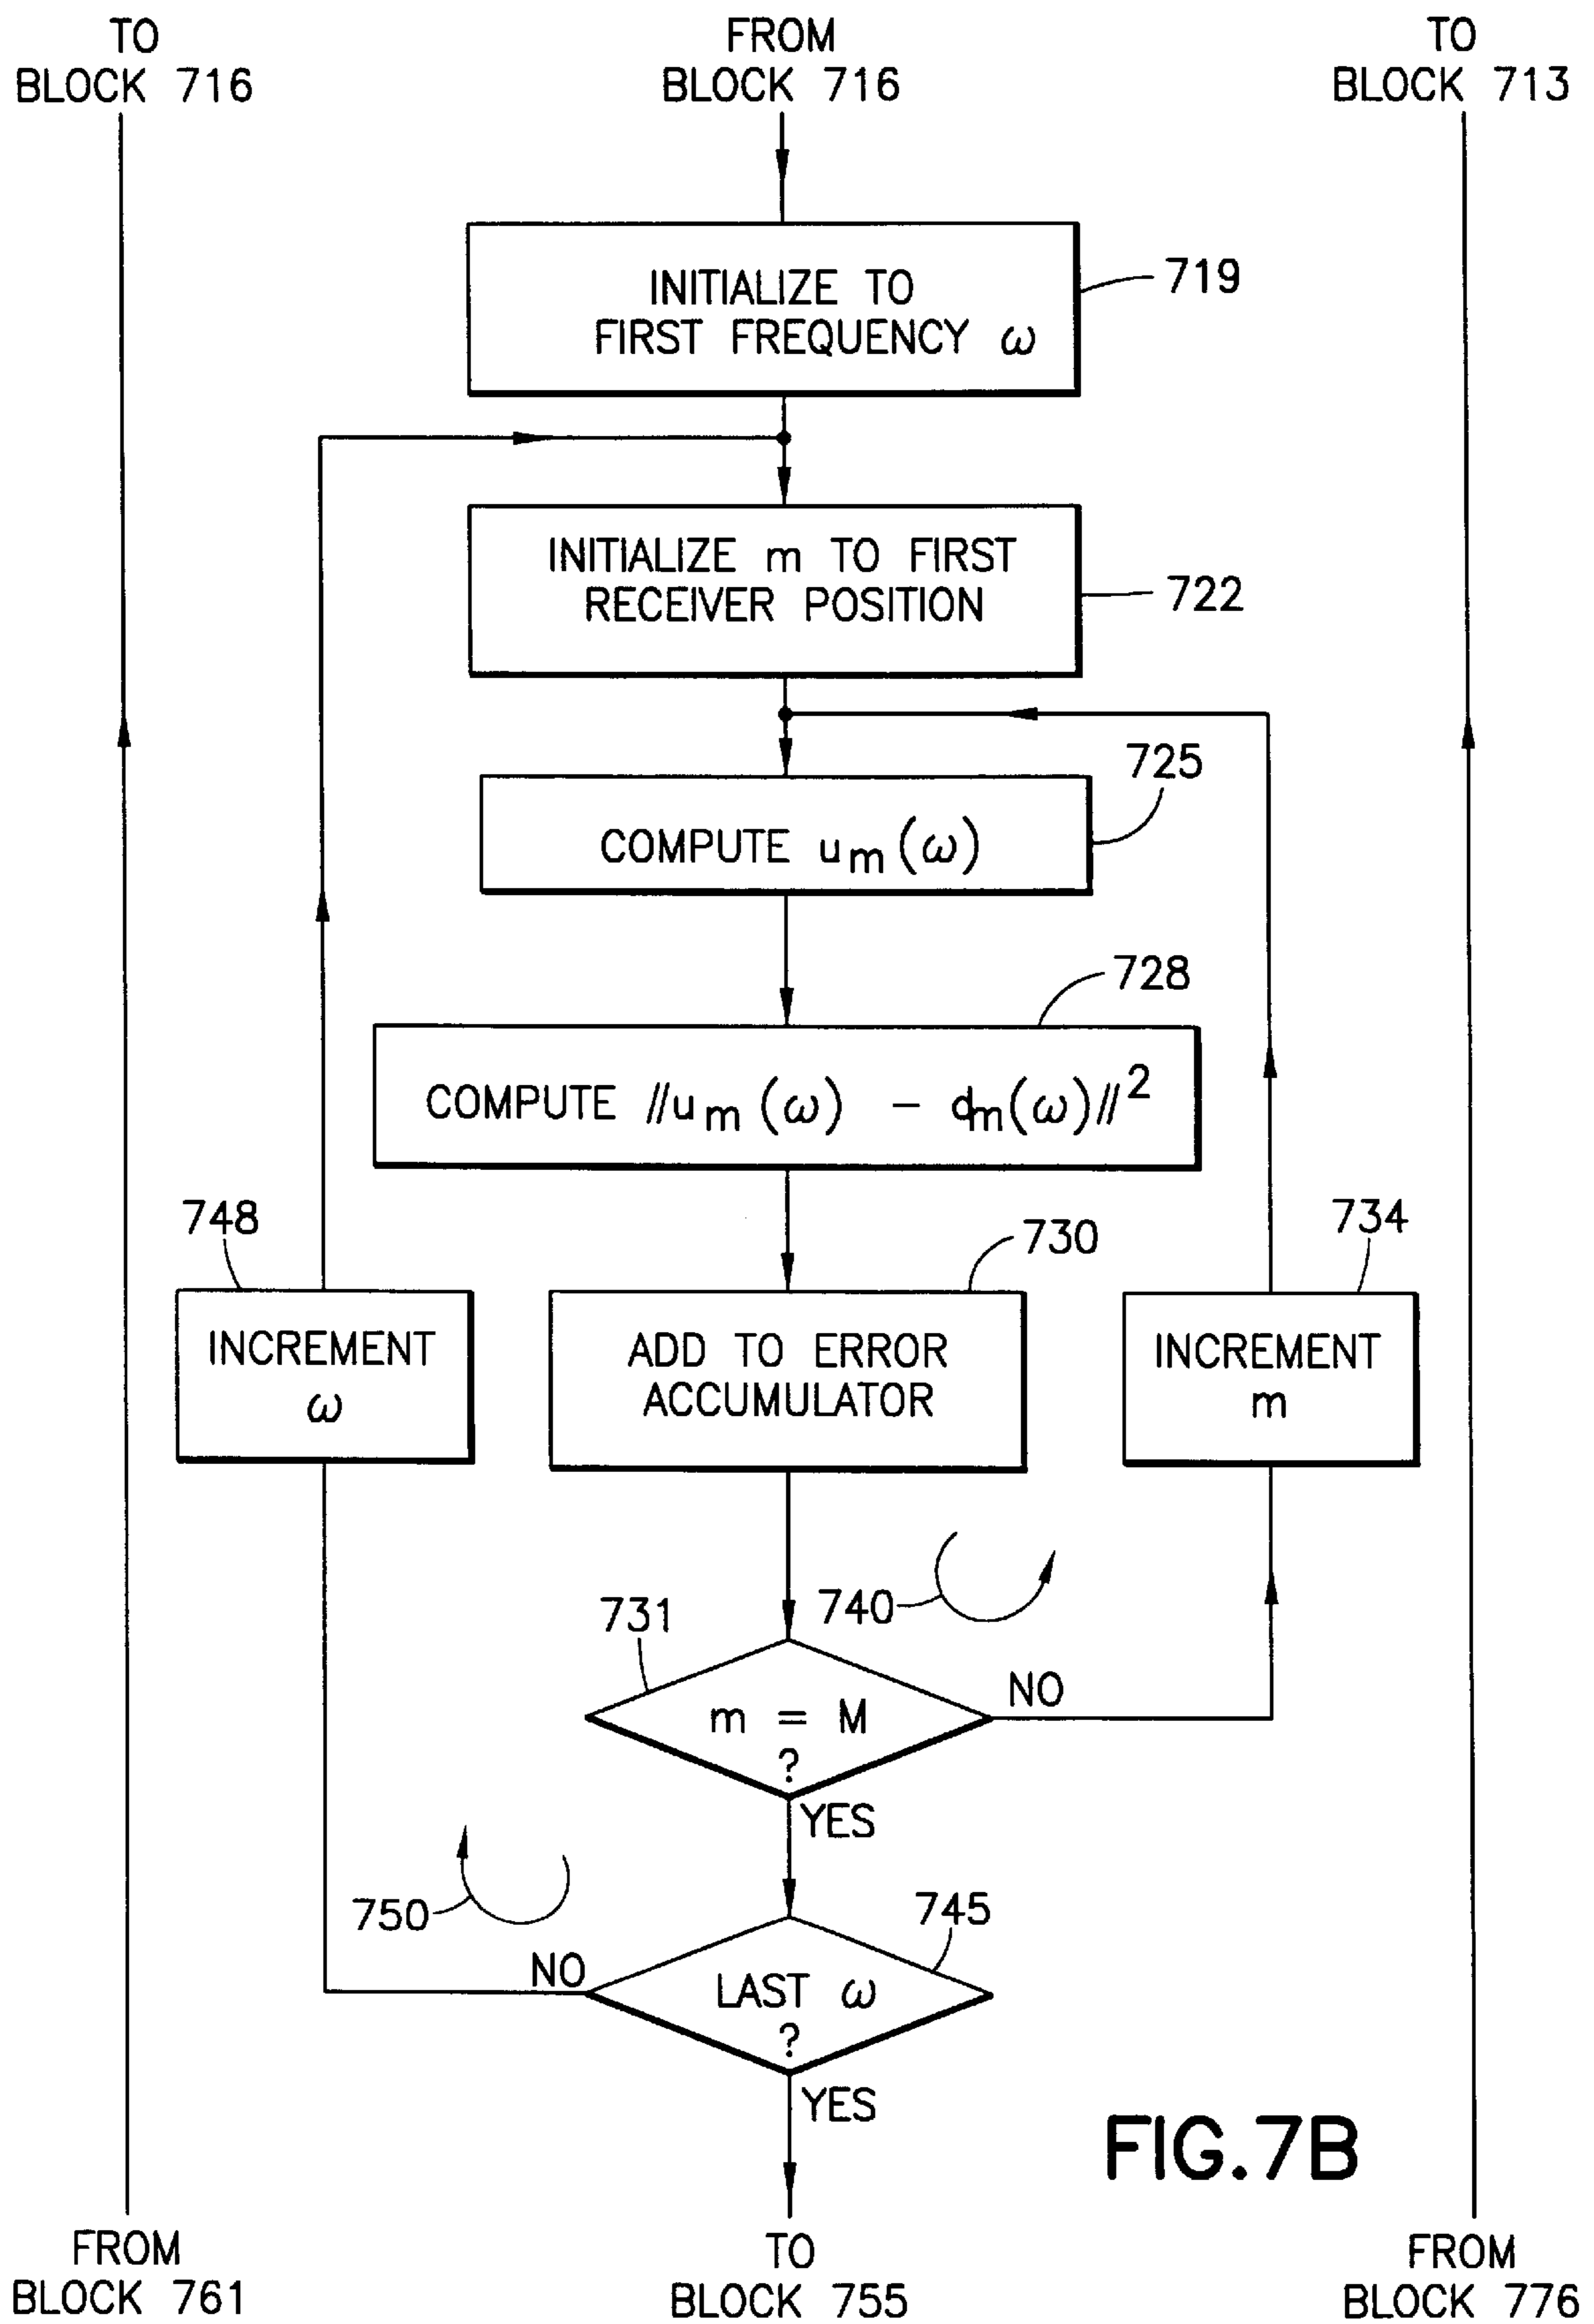 TO
BLOCK 716
FROM
BLOCK 716
TO
BLOCK 713
INITIALIZE TO
FIRST FREQUENCY ω
719
INITIALIZE m TO FIRST
RECEIVER POSITION
722
725
COMPUTE um(ω)
728
COMPUTE //um(ω) - dm(ω)//2
748
INCREMENT
ω
730
ADD TO ERROR
ACCUMULATOR
734
INCREMENT
m
740
731
m = M
?
NO
YES
750
745
NO
LAST ω
?
YES
FIG.7B
FROM
BLOCK 761
TO
BLOCK 755
FROM
BLOCK 776